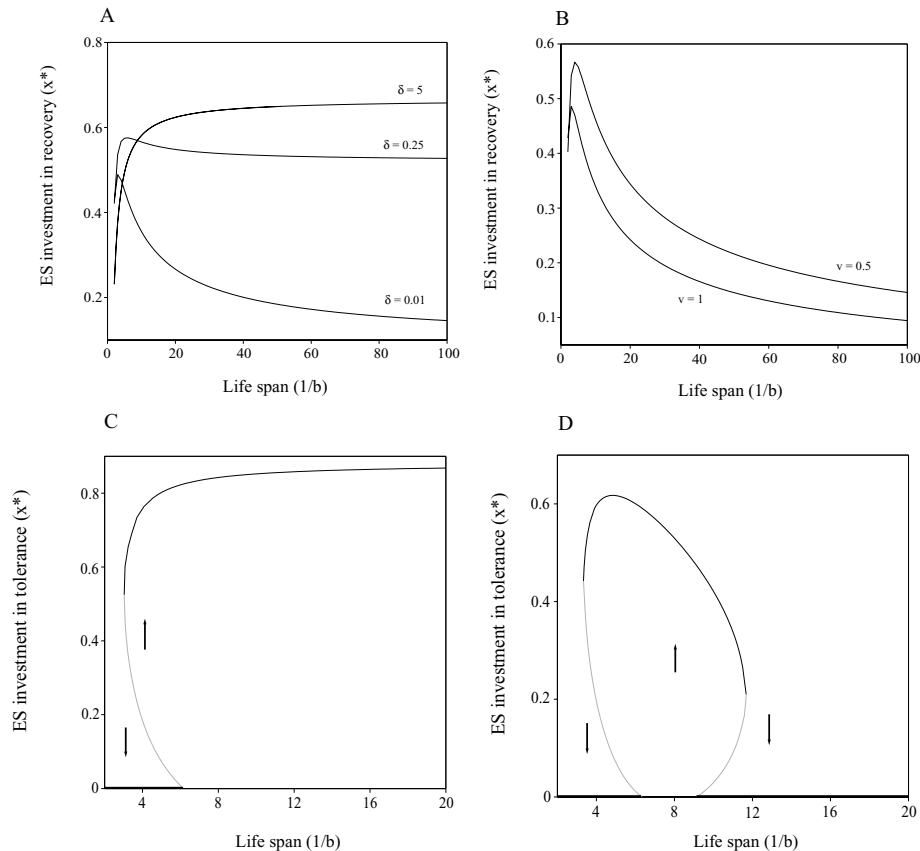 A
ES investment in recovery (x*)
0.8
0.6
0.4
0.2
δ = 5
δ = 0.25
δ = 0.01
0 20 40 60 80 100
Life span (1/b)
B
ES investment in recovery (x*)
0.6
0.5
0.4
0.3
0.2
0.1
v = 0.5
v = 1
0 20 40 60 80 100
Life span (1/b)
C
ES investment in tolerance (x*)
0.8
0.6
0.4
0.2
0
4 8 12 16 20
Life span (1/b)
D
ES investment in tolerance (x*)
0.6
0.4
0.2
0
4 8 12 16 20
Life span (1/b)